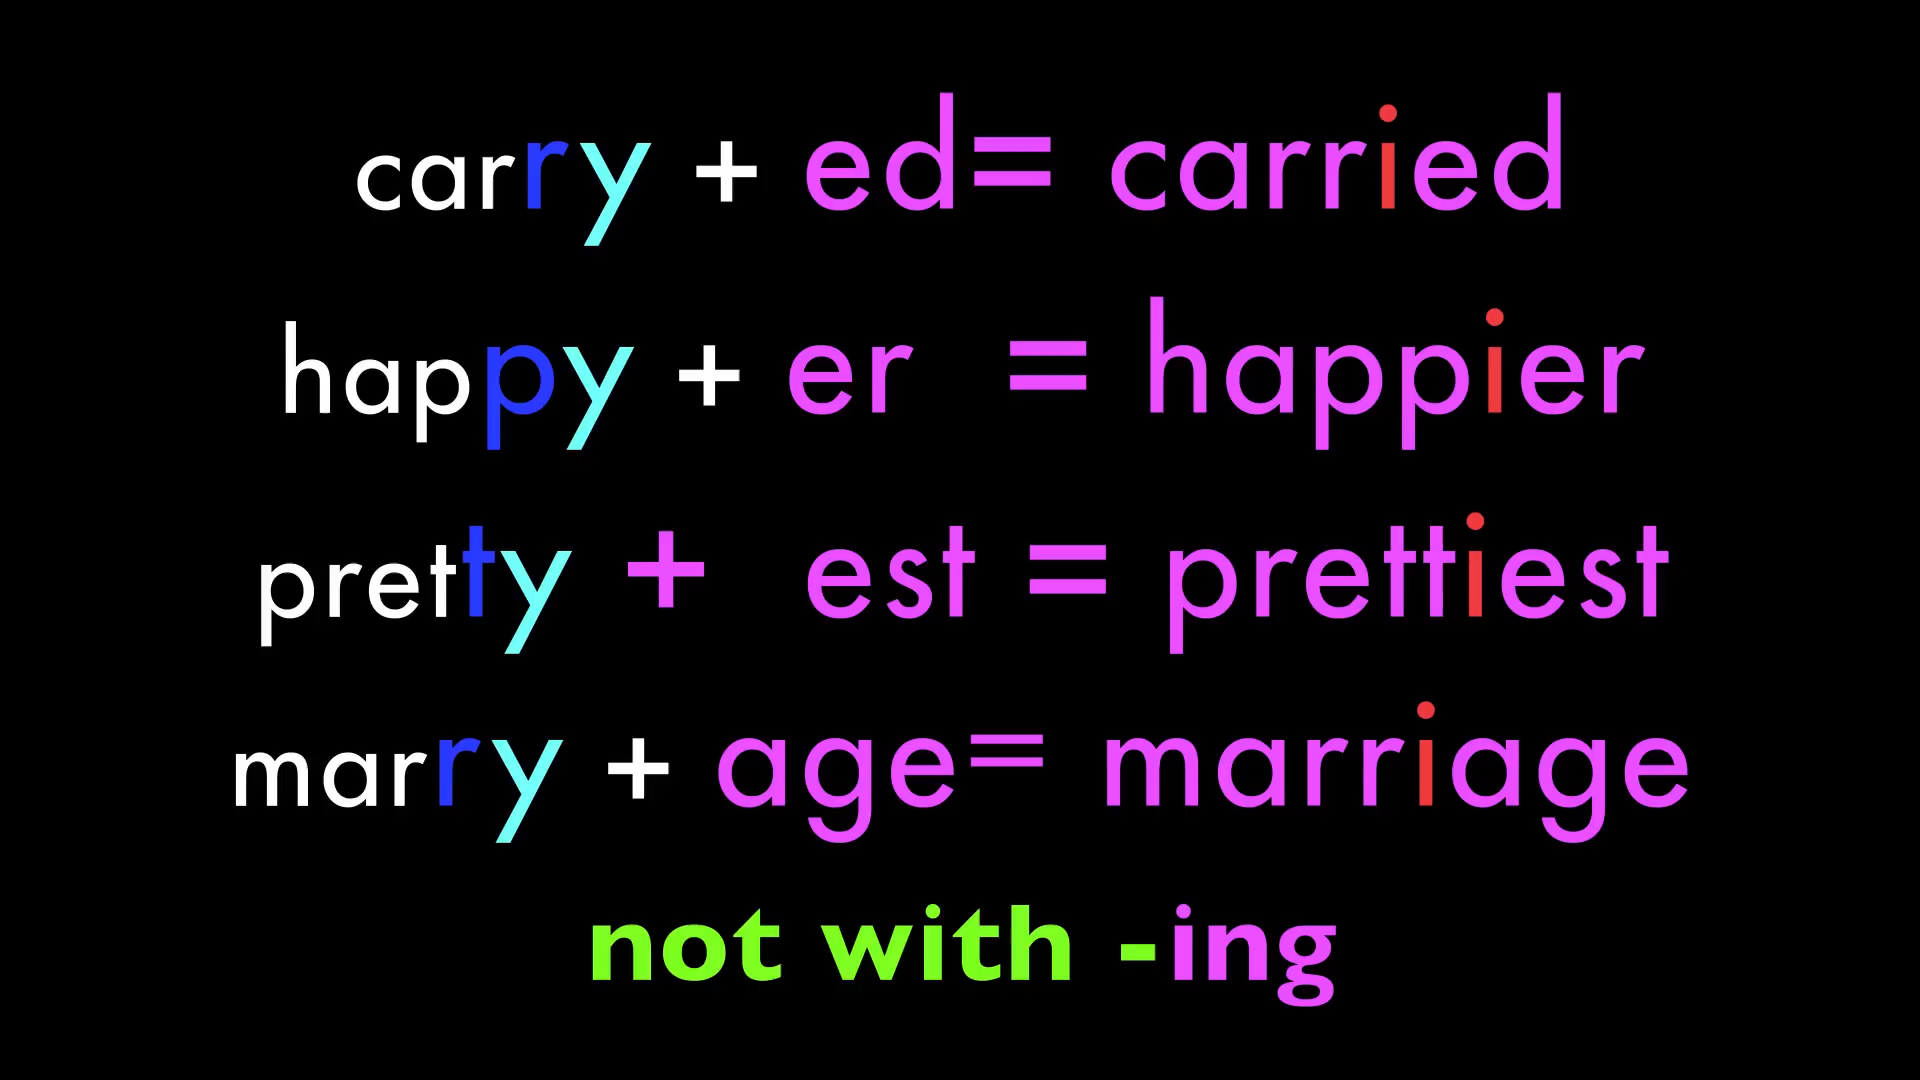 carry + ed= carried
happy + er = happier
pretty + est = prettiest
marry + age= marriage
not with -ing